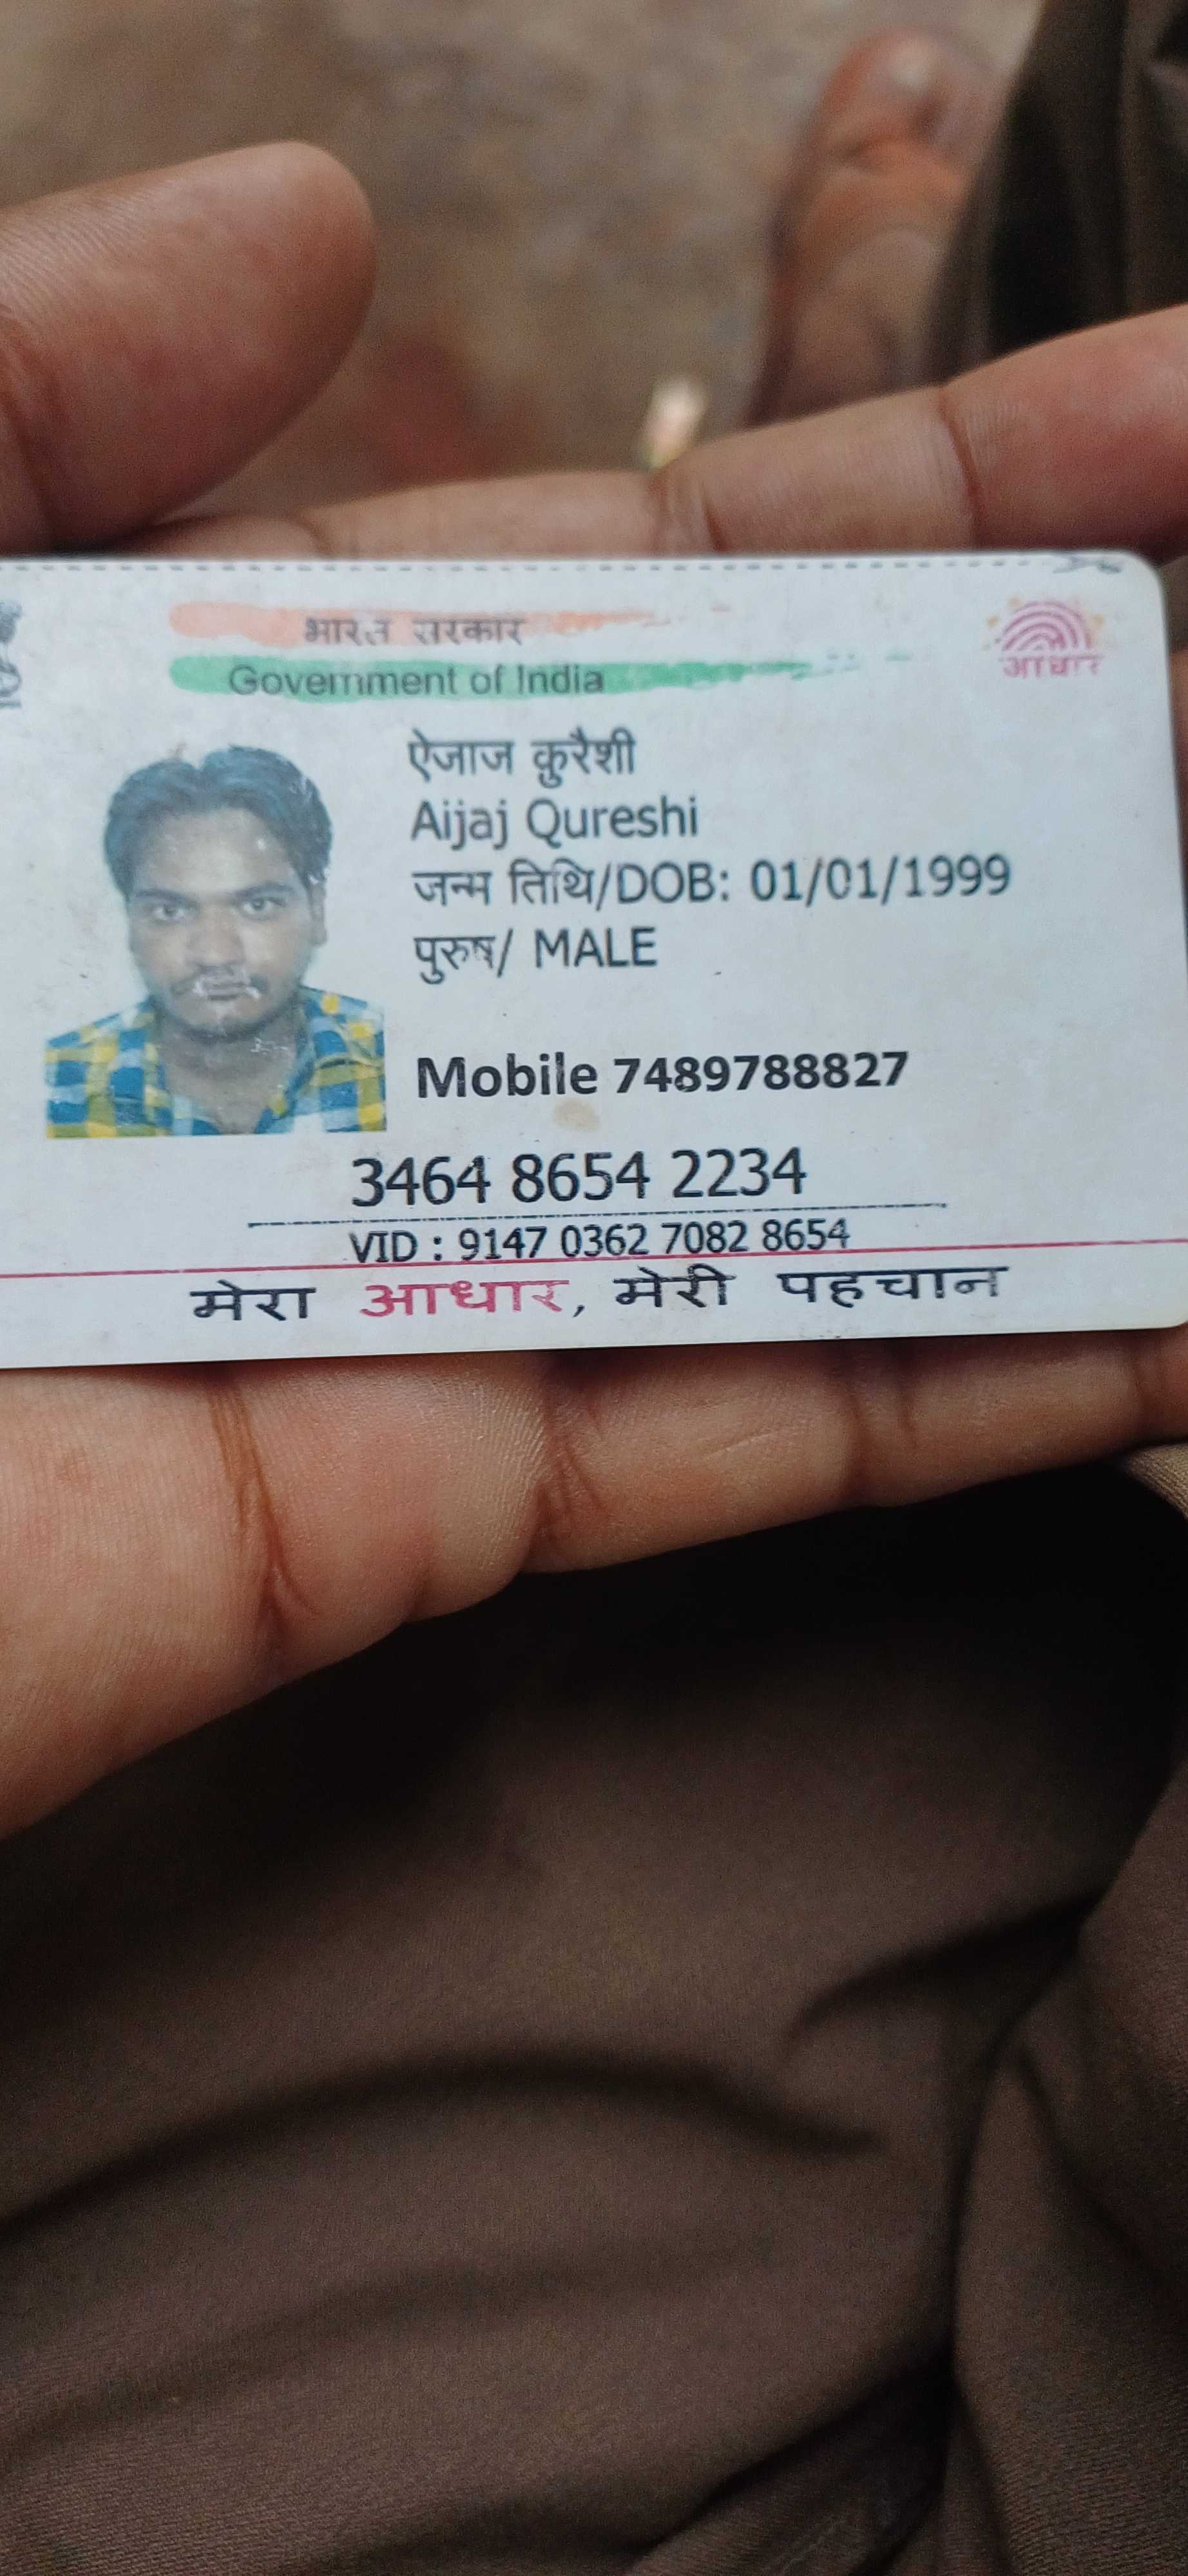 भारत सरकार
Government of India
आधार
ऐजाज कुरैशी
Aijaj Qureshi
जन्म तिथि/DOB: 01/01/1999
पुरुष/ MALE
Mobile 7489788827
3464 8654 2234
VID : 9147 0362 7082 8654
मेरा आधार, मेरी पहचान